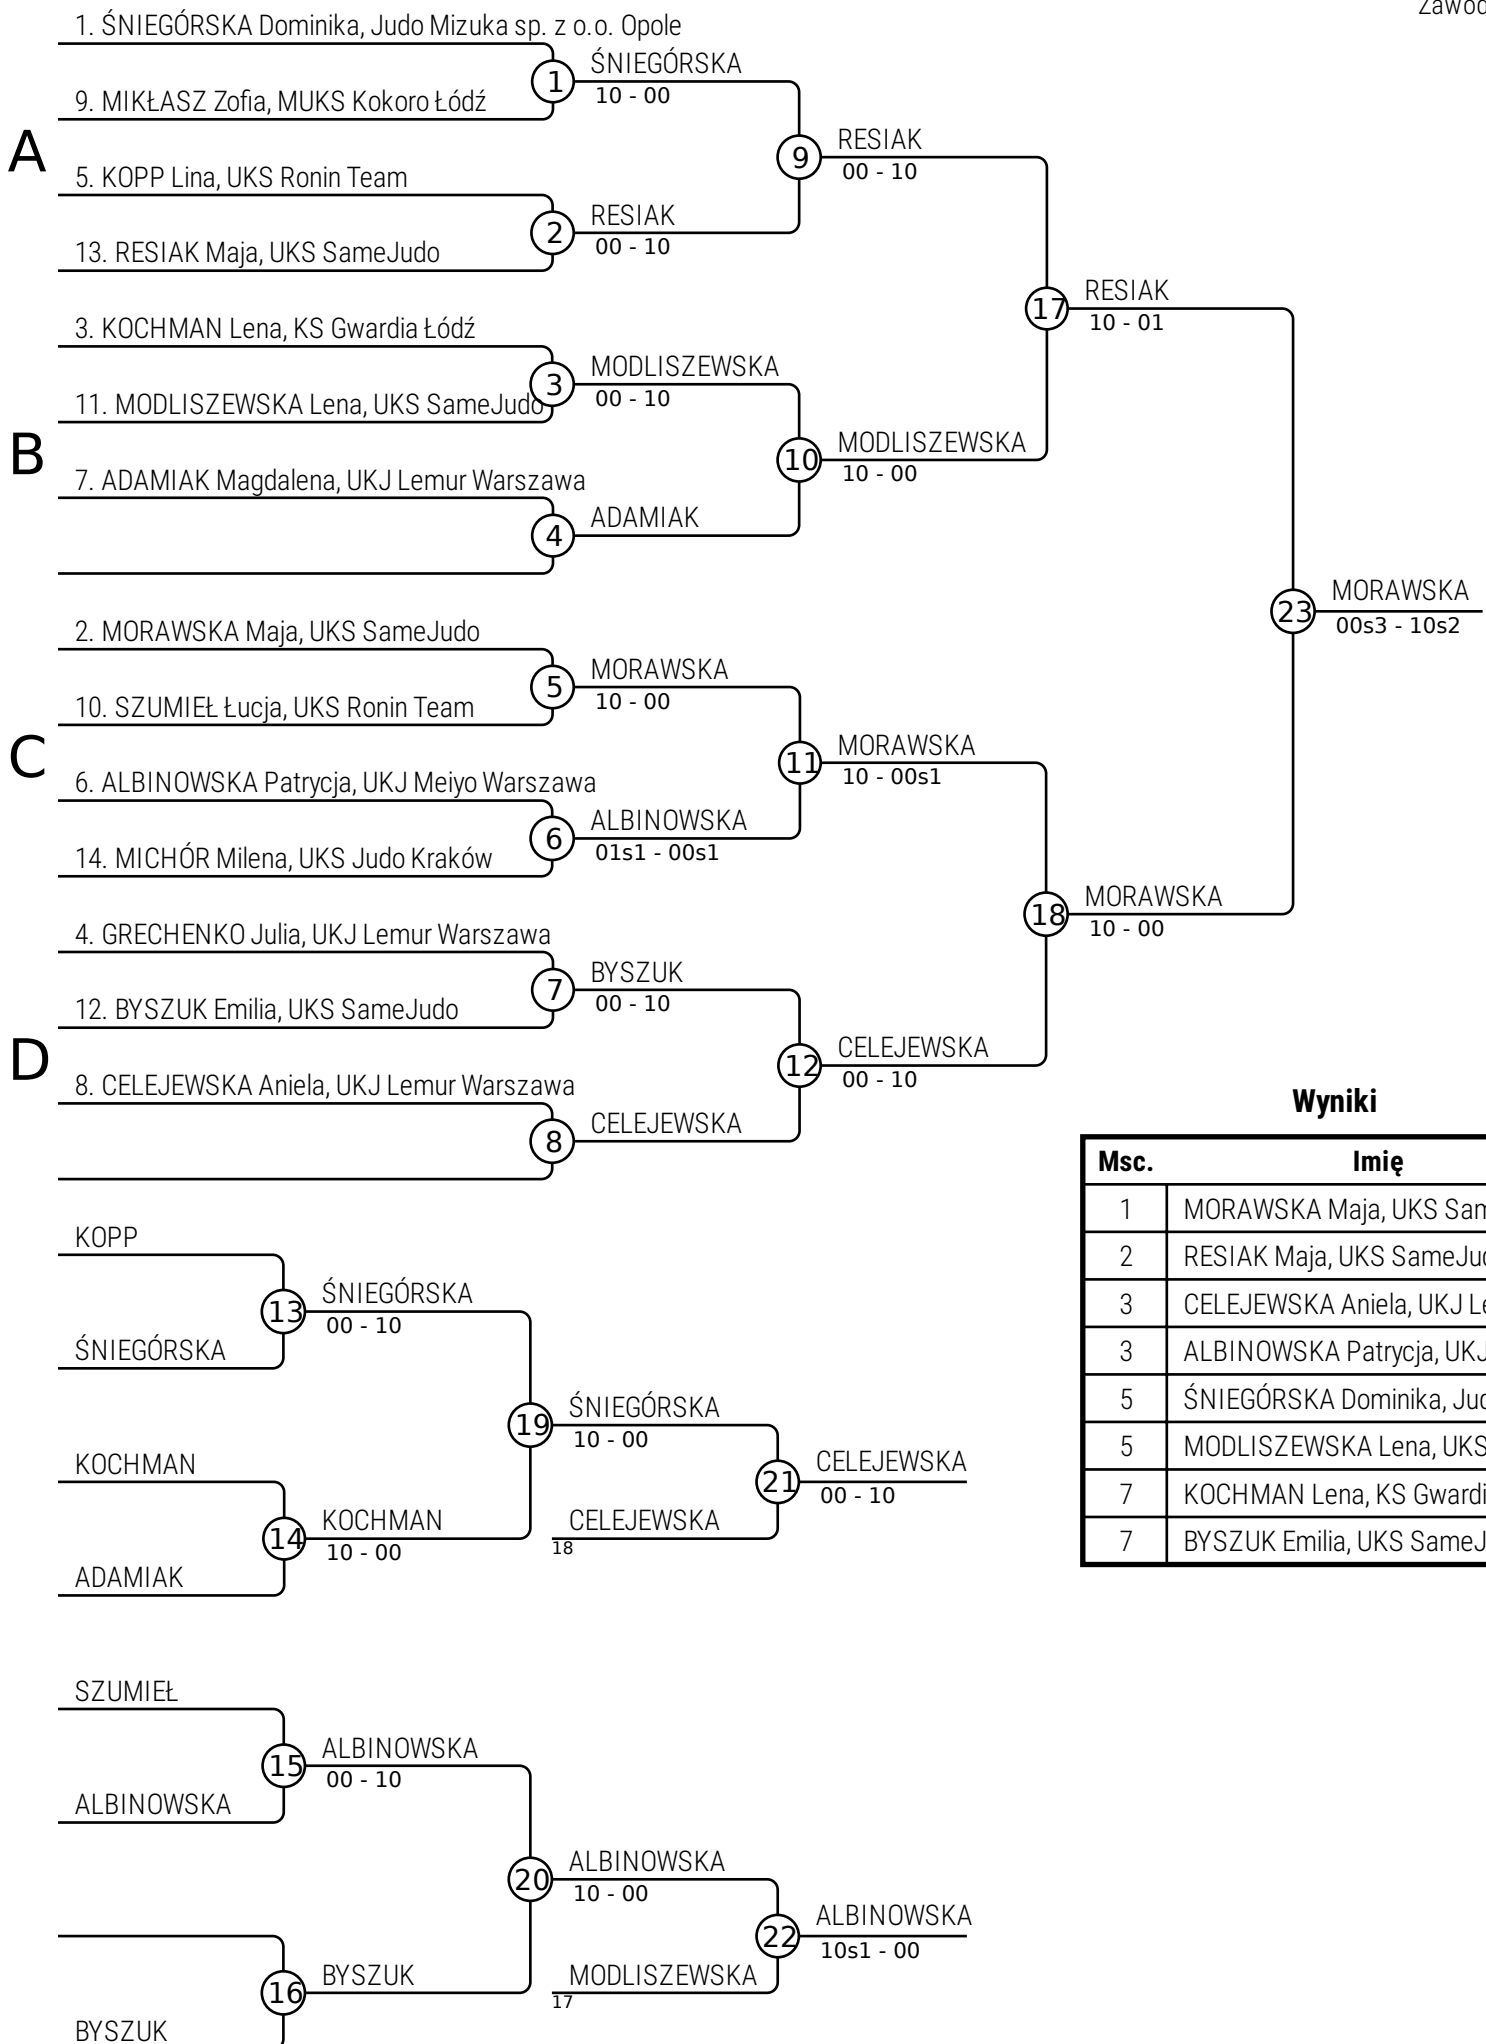 Zawod
1. ŚNIEGÓRSKA Dominika, Judo Mizuka sp. z o.o. Opole
1
ŚNIEGÓRSKA
10 - 00
9. MIKŁASZ Zofia, MUKS Kokoro Łódź
A
9
RESIAK
00 - 10
5. KOPP Lina, UKS Ronin Team
2
RESIAK
00 - 10
13. RESIAK Maja, UKS SameJudo
17
RESIAK
10 - 01
3. KOCHMAN Lena, KS Gwardia Łódź
3
MODLISZEWSKA
00 - 10
11. MODLISZEWSKA Lena, UKS SameJudo
B
10
MODLISZEWSKA
10 - 00
7. ADAMIAK Magdalena, UKJ Lemur Warszawa
4
ADAMIAK
23
MORAWSKA
00s3 - 10s2
2. MORAWSKA Maja, UKS SameJudo
5
MORAWSKA
10 - 00
10. SZUMIEŁ Łucja, UKS Ronin Team
C
11
MORAWSKA
10 - 00s1
6. ALBINOWSKA Patrycja, UKJ Meiyo Warszawa
6
ALBINOWSKA
01s1 - 00s1
14. MICHÓR Milena, UKS Judo Kraków
18
MORAWSKA
10 - 00
4. GRECHENKO Julia, UKJ Lemur Warszawa
7
BYSZUK
00 - 10
12. BYSZUK Emilia, UKS SameJudo
D
12
CELEJEWSKA
00 - 10
8. CELEJEWSKA Aniela, UKJ Lemur Warszawa
8
CELEJEWSKA
Wyniki
Msc. Imię
1 MORAWSKA Maja, UKS Sam
2 RESIAK Maja, UKS SameJud
3 CELEJEWSKA Aniela, UKJ Le
3 ALBINOWSKA Patrycja, UKJ
5 ŚNIEGÓRSKA Dominika, Jud
5 MODLISZEWSKA Lena, UKS
7 KOCHMAN Lena, KS Gwardi
7 BYSZUK Emilia, UKS SameJ
KOPP
13
ŚNIEGÓRSKA
00 - 10
ŚNIEGÓRSKA
19
ŚNIEGÓRSKA
10 - 00
KOCHMAN
21
CELEJEWSKA
00 - 10
14
KOCHMAN
10 - 00
CELEJEWSKA
18
ADAMIAK
SZUMIEŁ
15
ALBINOWSKA
00 - 10
ALBINOWSKA
20
ALBINOWSKA
10 - 00
22
ALBINOWSKA
10s1 - 00
16
BYSZUK
MODLISZEWSKA
17
BYSZUK